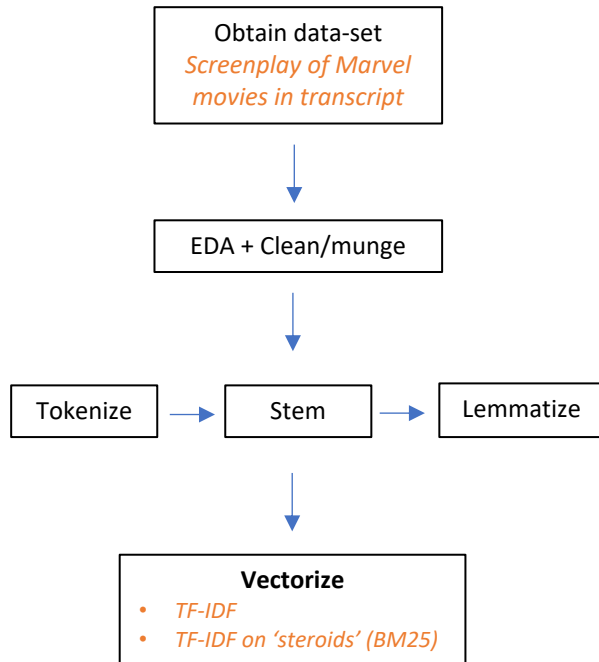 Obtain data-set
Screenplay of Marvel
movies in transcript
EDA + Clean/munge
Tokenize
Stem
Lemmatize
Vectorize
• TF-IDF
• TF-IDF on ‘steroids’ (BM25)